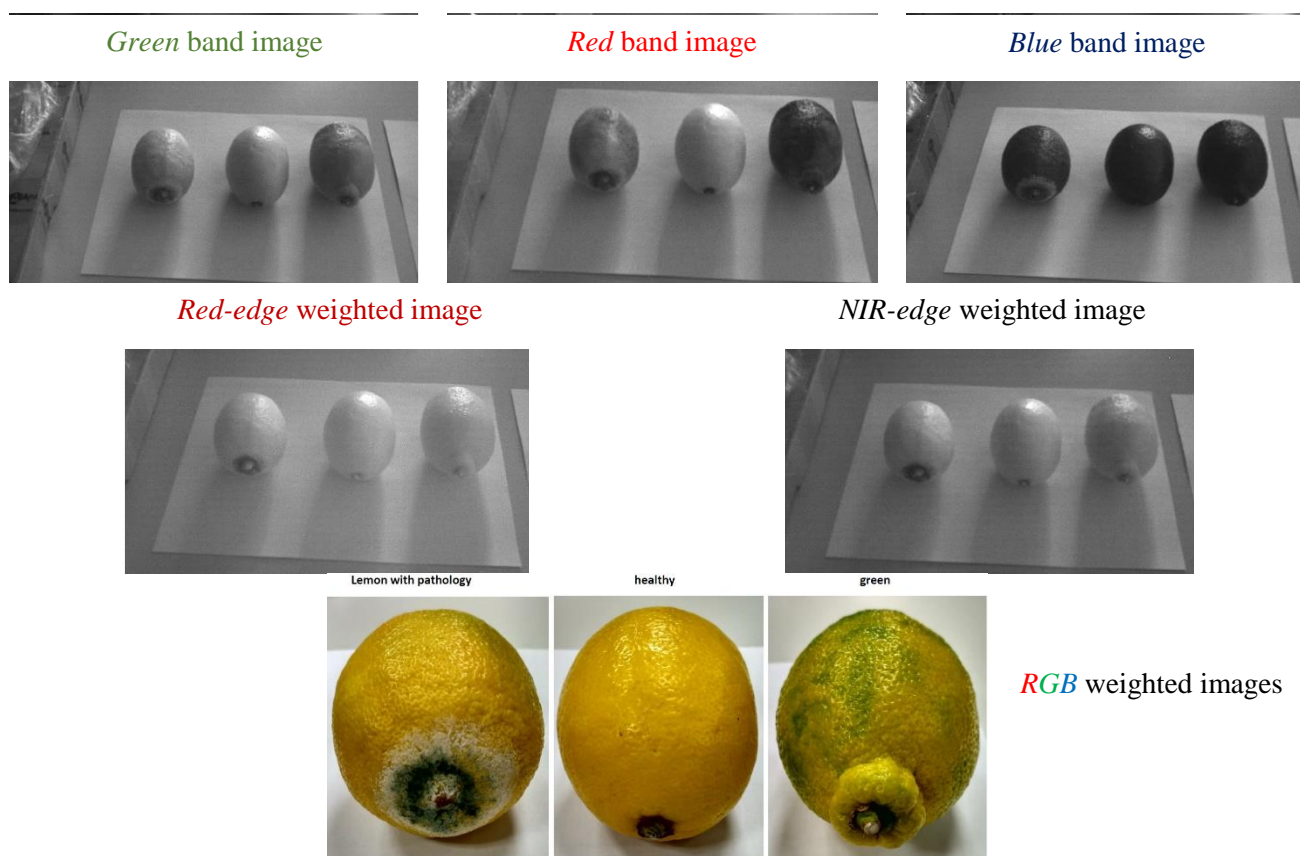 Green band image
Red band image
Blue band image
Red-edge weighted image
NIR-edge weighted image
Lemon with pathology
healthy
green
RGB weighted images